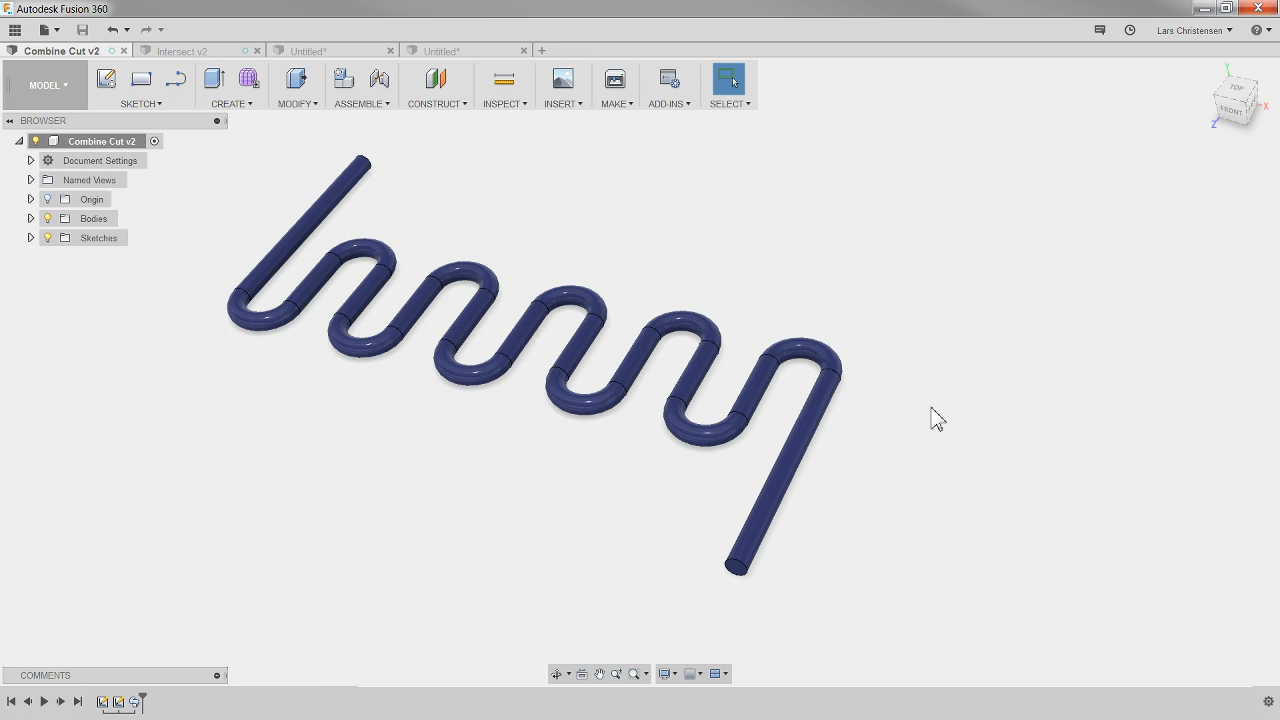 Autodesk Fusion 360
Lars Christensen
Combine Cut v2
Intersect v2
Untitled*
Untitled*
MODEL
SKETCH
CREATE
MODIFY
ASSEMBLE
CONSTRUCT
INSPECT
INSERT
MAKE
ADD-INS
SELECT
BROWSER
Combine Cut v2
Document Settings
Named Views
Origin
Bodies
Sketches
Y
TOP
FRONT
X
Z
COMMENTS